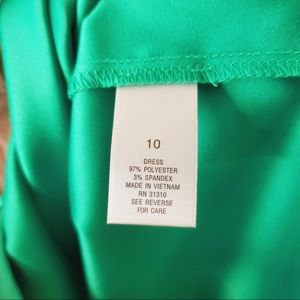 10
DRESS
97% POLYESTER
3% SPANDEX
MADE IN VIETNAM
RN 31310
SEE REVERSE
FOR CARE